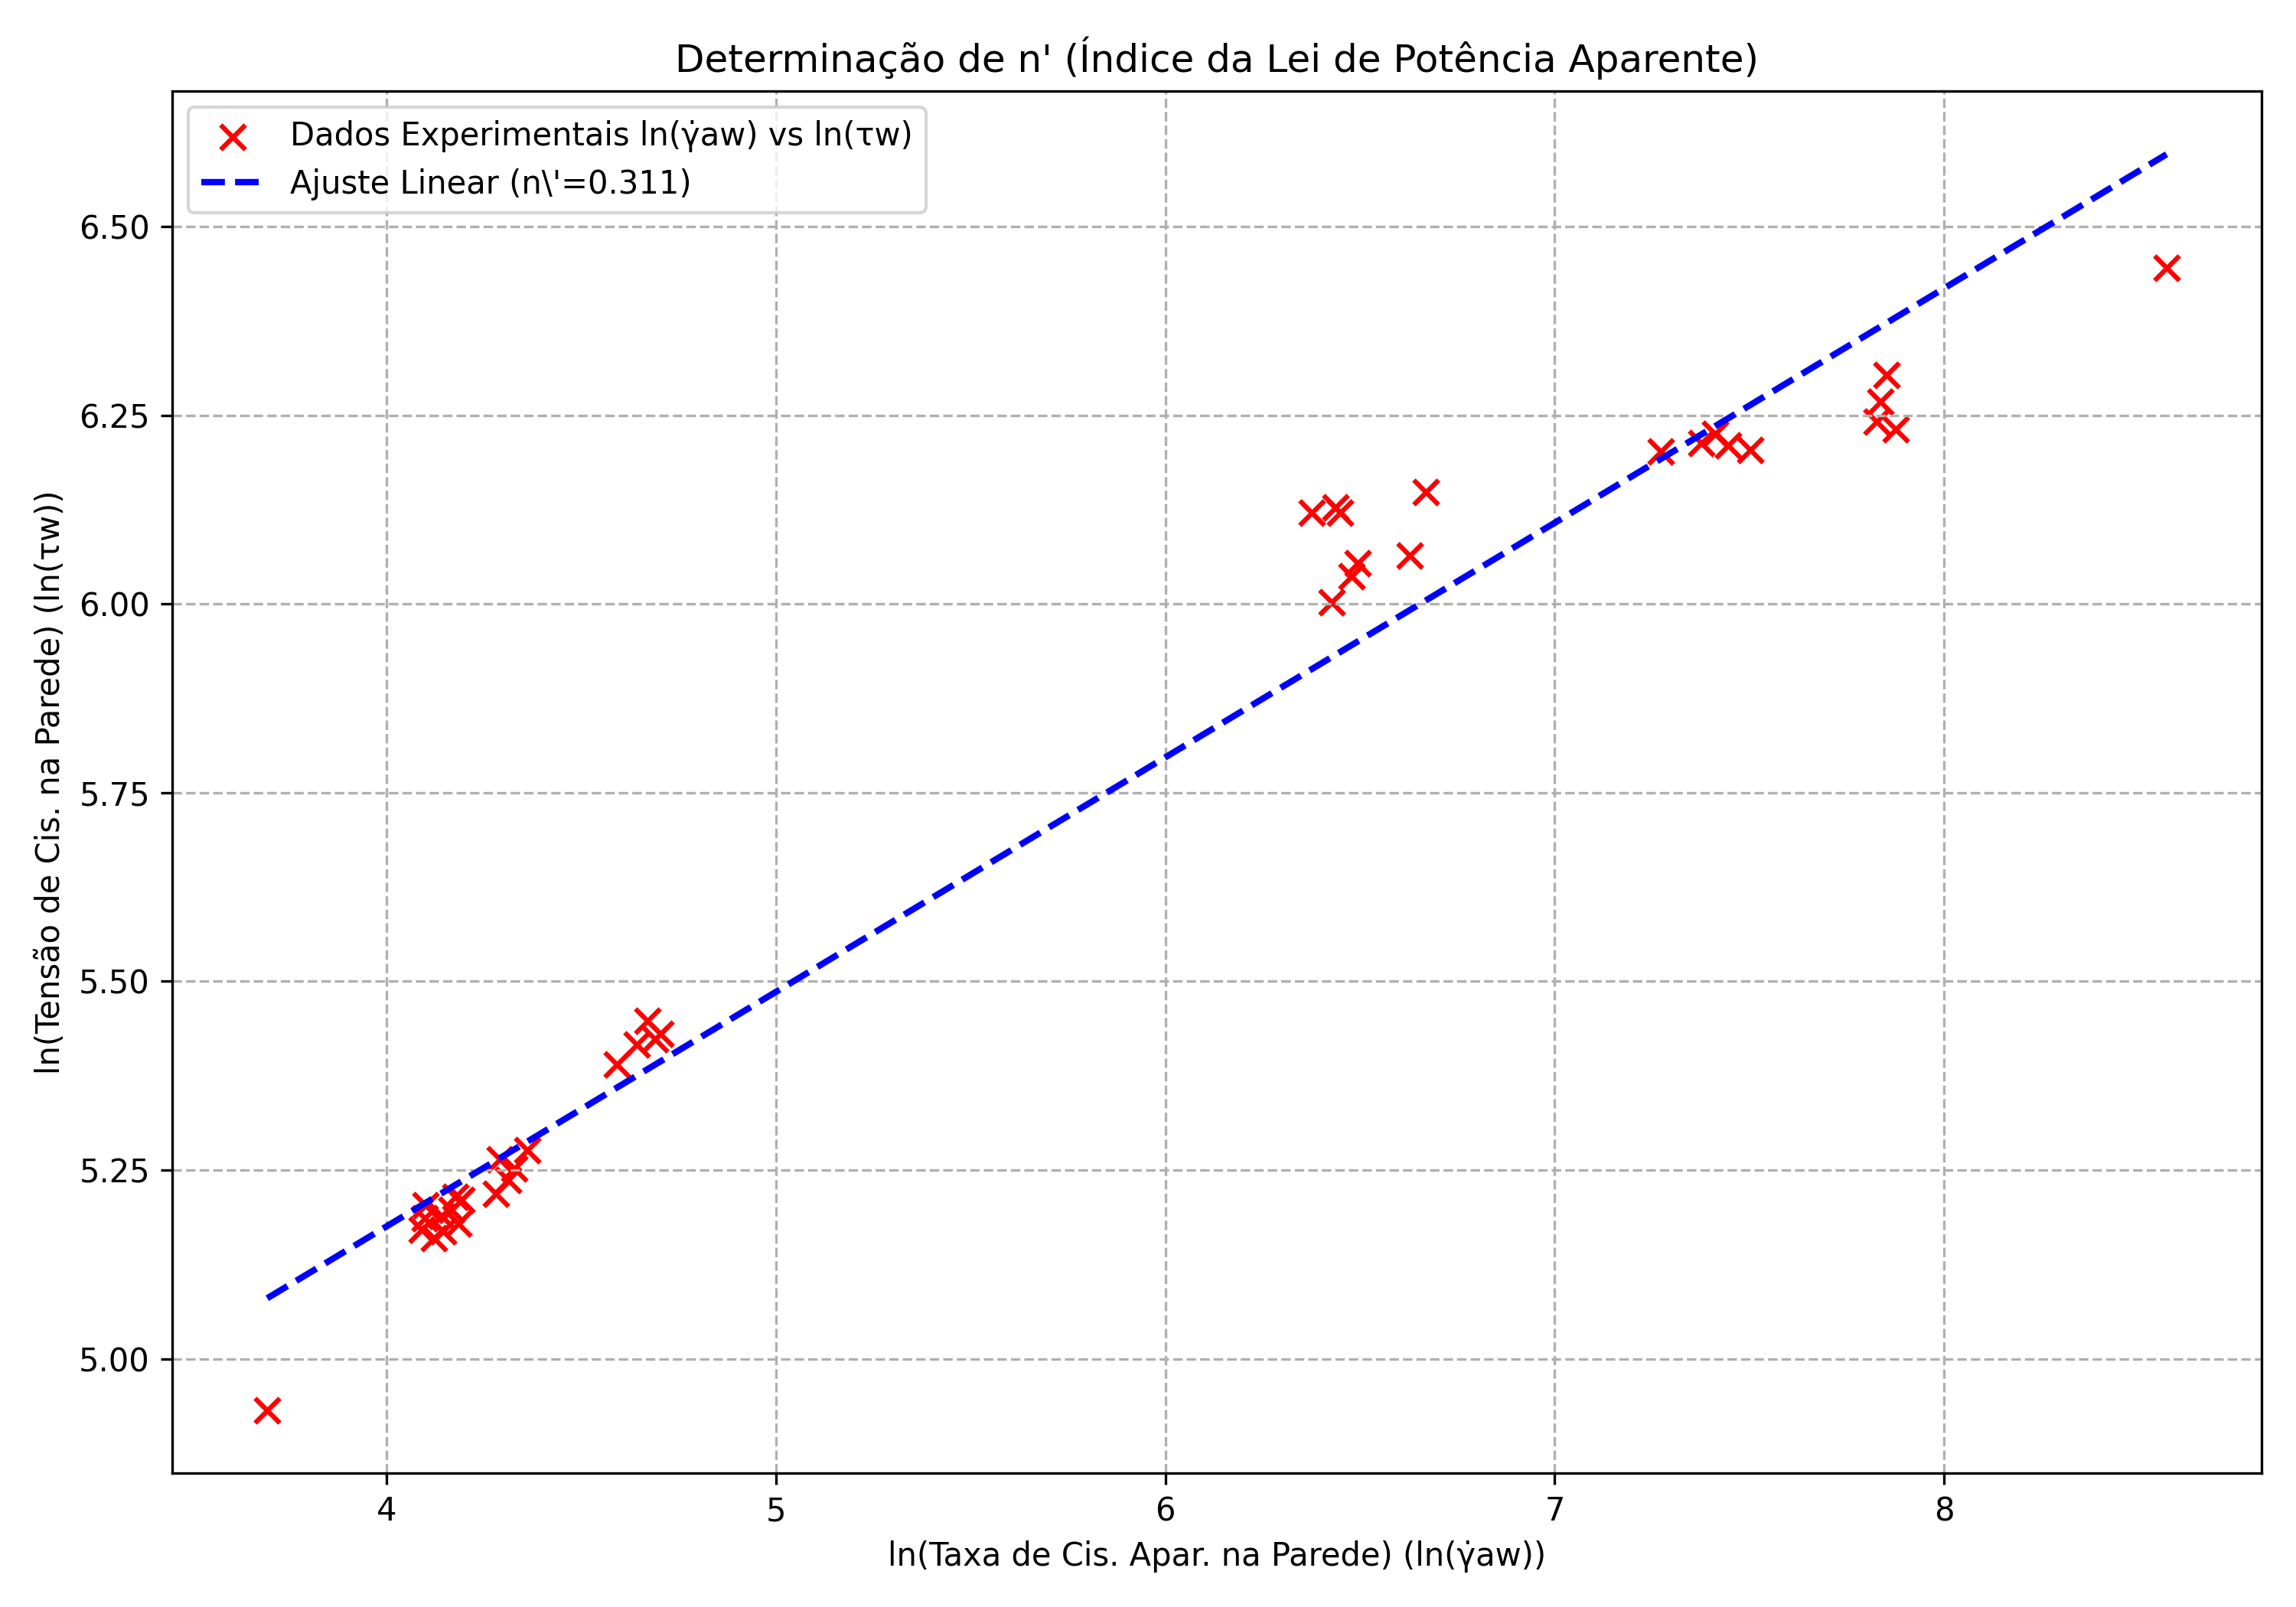 Determinação de n' (Índice da Lei de Potência Aparente)
Dados Experimentais ln(γ̇aw) vs ln(τw)
Ajuste Linear (n\'=0.311)
ln(Tensão de Cis. na Parede) (ln(τw))
6.50
6.25
6.00
5.75
5.50
5.25
5.00
4 5 6 7 8
ln(Taxa de Cis. Apar. na Parede) (ln(γ̇aw))